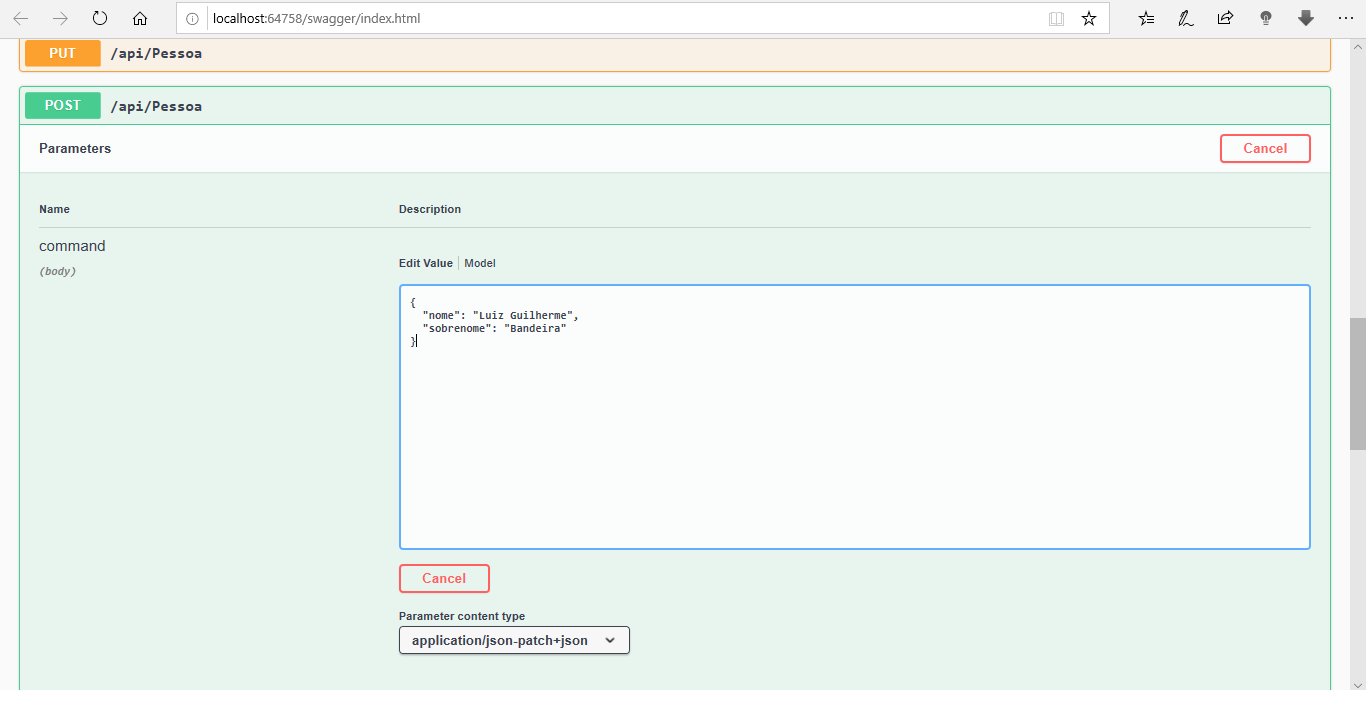 localhost:64758/swagger/index.html
PUT /api/Pessoa
POST /api/Pessoa
Parameters Cancel
Name Description
command
(body)
Edit Value | Model
{
"nome": "Luiz Guilherme",
"sobrenome": "Bandeira"
}
Cancel
Parameter content type
application/json-patch+json